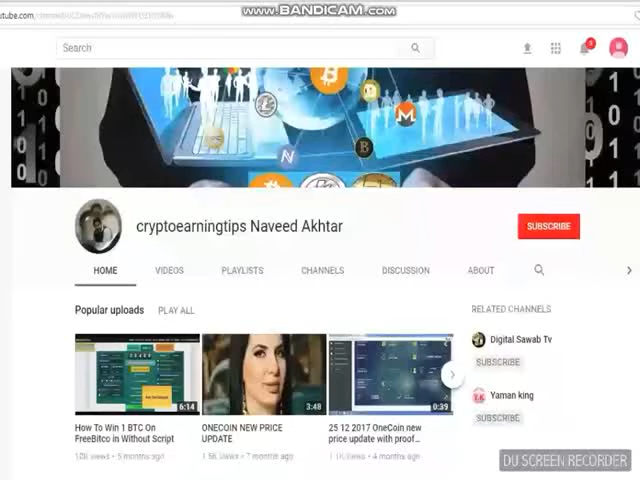 www.BANDICAM.com
utube.com
Search
3
cryptoearningtips Naveed Akhtar
SUBSCRIBE
HOME VIDEOS PLAYLISTS CHANNELS DISCUSSION ABOUT
Popular uploads PLAY ALL
RELATED CHANNELS
Digital Sawab Tv
SUBSCRIBE
Yaman king
SUBSCRIBE
6:14
3:48
0:39
How To Win 1 BTC On
FreeBitco in Without Script
ONECOIN NEW PRICE
UPDATE
25 12 2017 OneCoin new
price update with proof...
5 months ago
7 months ago
4 months ago
DU SCREEN RECORDER